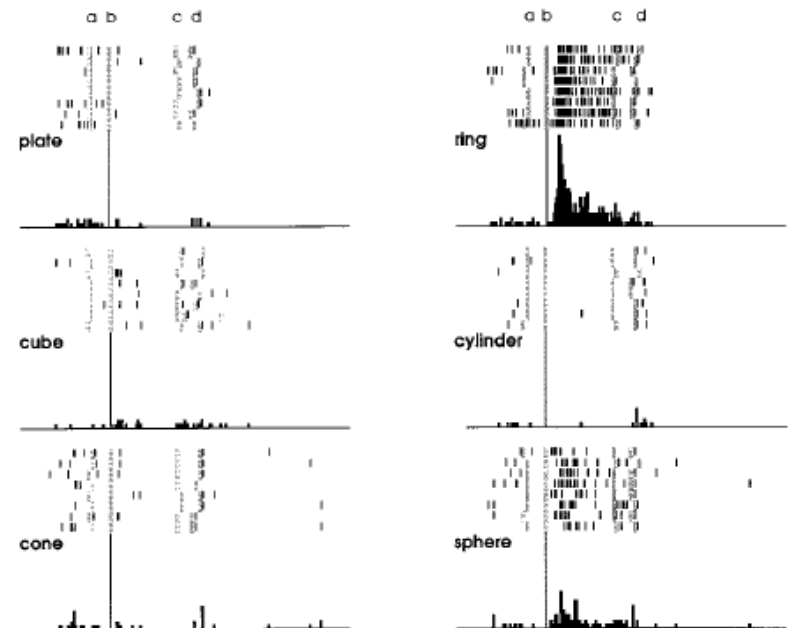 a b c d
a b c d
plate
ring
cube
cylinder
cone
sphere